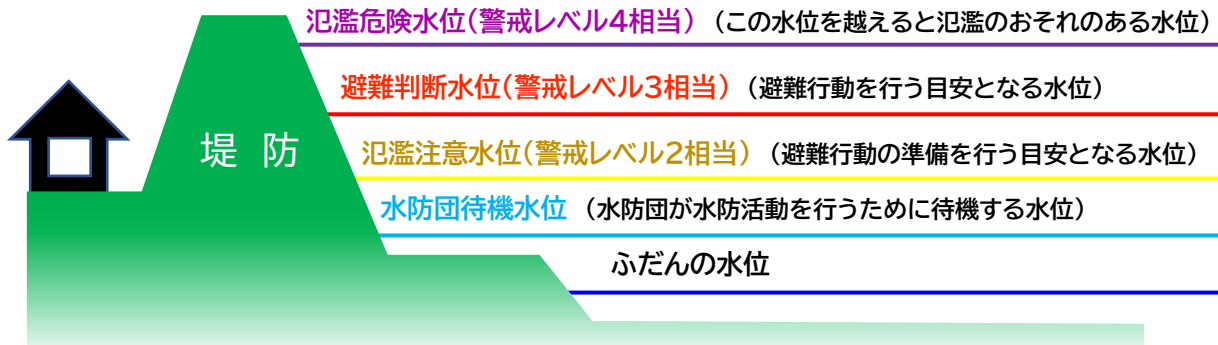 氾濫危険水位(警戒レベル4相当) (この水位を越えると氾濫のおそれのある水位)
避難判断水位(警戒レベル3相当) (避難行動を行う目安となる水位)
堤 防
氾濫注意水位(警戒レベル2相当) (避難行動の準備を行う目安となる水位)
水防団待機水位 (水防団が水防活動を行うために待機する水位)
ふだんの水位